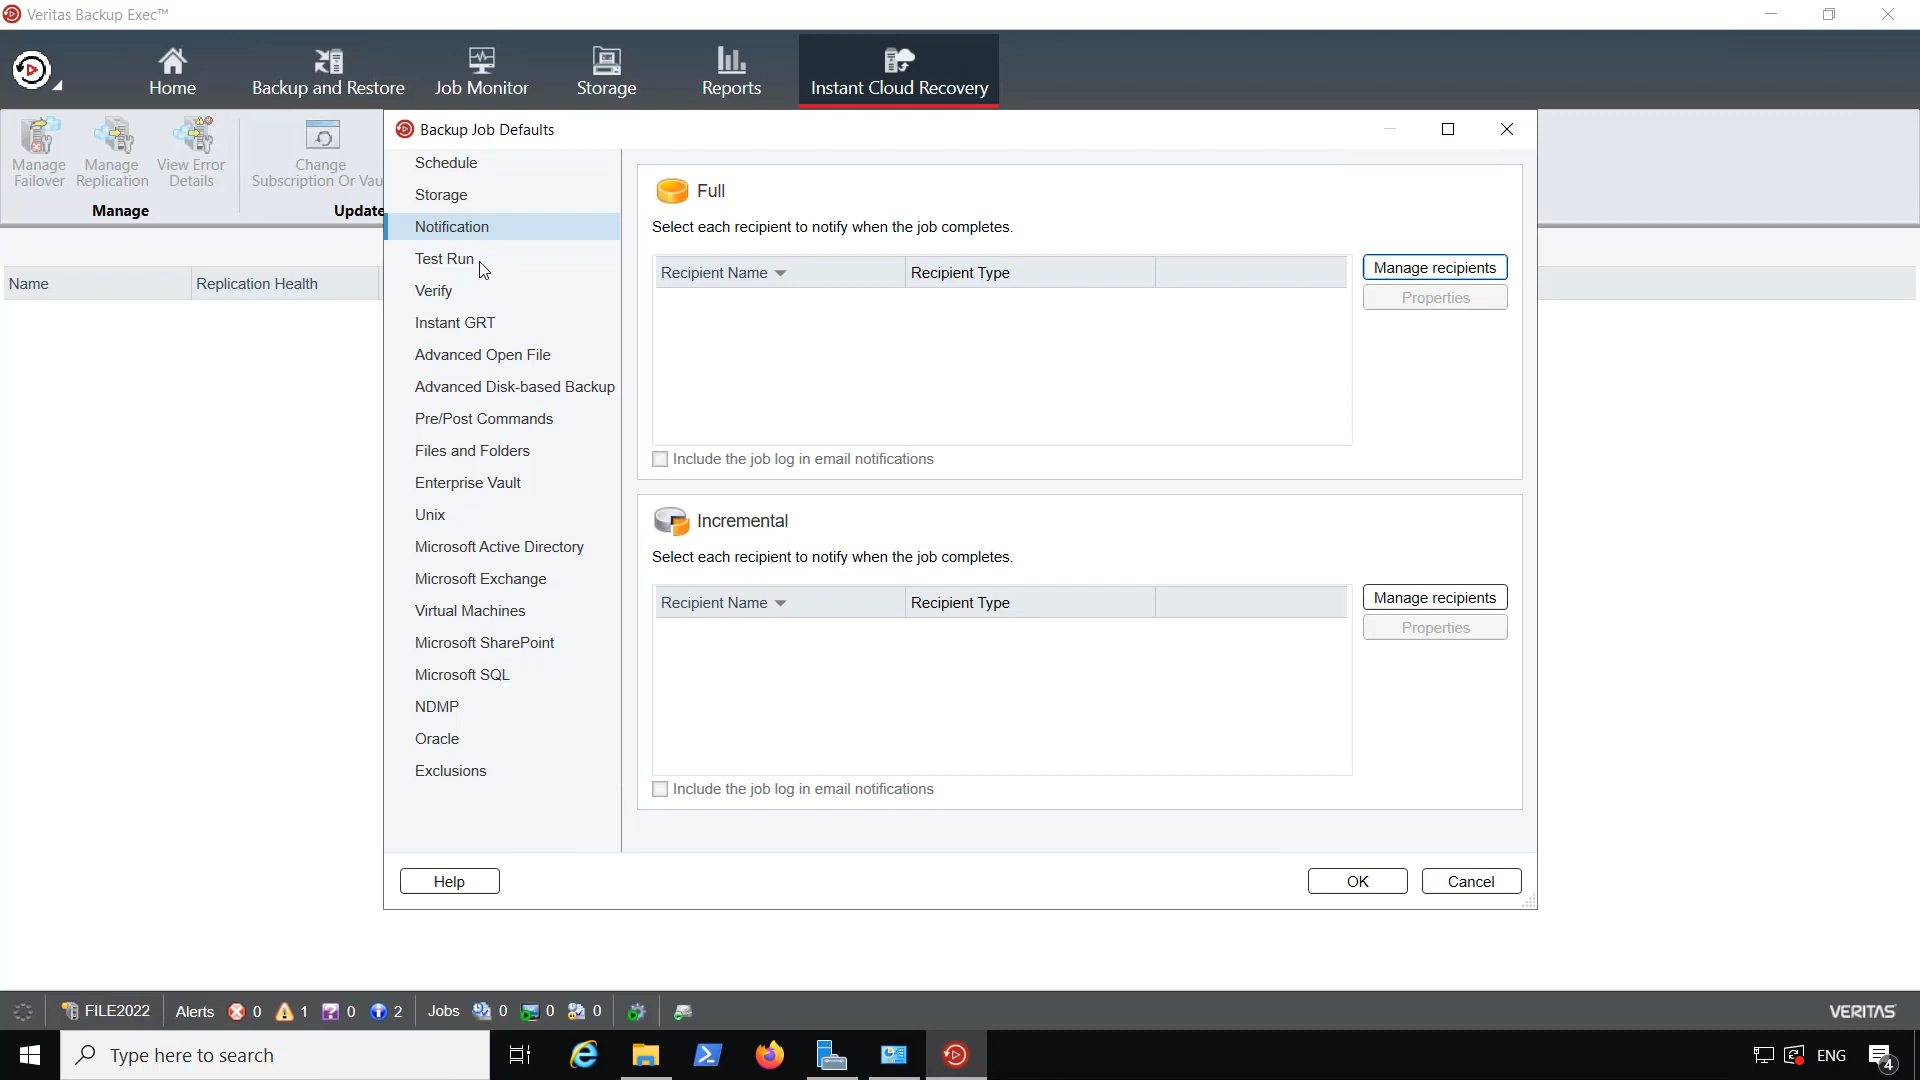 Veritas Backup Exec™
Home
Backup and Restore
Job Monitor
Storage
Reports
Instant Cloud Recovery
Manage
Failover
Manage
Replication
View Error
Details
Change
Subscription Or Vau
Manage
Update
Name
Replication Health
Backup Job Defaults
Schedule
Storage
Notification
Test Run
Verify
Instant GRT
Advanced Open File
Advanced Disk-based Backup
Pre/Post Commands
Files and Folders
Enterprise Vault
Unix
Microsoft Active Directory
Microsoft Exchange
Virtual Machines
Microsoft SharePoint
Microsoft SQL
NDMP
Oracle
Exclusions
Full
Select each recipient to notify when the job completes.
Recipient Name
Recipient Type
Manage recipients
Properties
Include the job log in email notifications
Incremental
Select each recipient to notify when the job completes.
Recipient Name
Recipient Type
Manage recipients
Properties
Include the job log in email notifications
Help
OK
Cancel
FILE2022
Alerts 0 1 0 2
Jobs 0 0 0
VERITAS
Type here to search
ENG
4